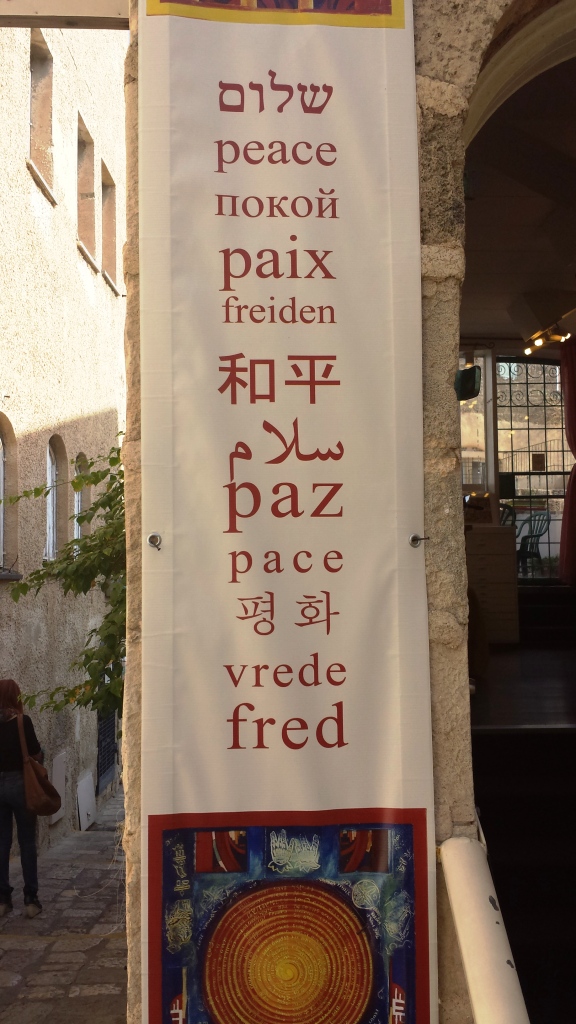 שלום
peace
покой
paix
freiden
和平
سلام
paz
pace
평화
vrede
fred